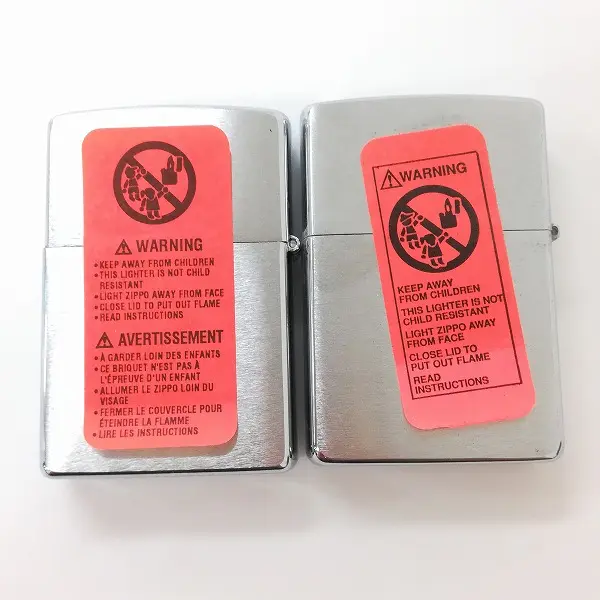 WARNING
• KEEP AWAY FROM CHILDREN
• THIS LIGHTER IS NOT CHILD
RESISTANT
• LIGHT ZIPPO AWAY FROM FACE
• CLOSE LID TO PUT OUT FLAME
• READ INSTRUCTIONS
AVERTISSEMENT
• À GARDER LOIN DES ENFANTS
• CE BRIQUET N'EST PAS À
L'ÉPREUVE D'UN ENFANT
• ALLUMER LE ZIPPO LOIN DU
VISAGE
• FERMER LE COUVERCLE POUR
ÉTEINDRE LA FLAMME
• LIRE LES INSTRUCTIONS
WARNING
KEEP AWAY
FROM CHILDREN
THIS LIGHTER IS NOT
CHILD RESISTANT
LIGHT ZIPPO AWAY
FROM FACE
CLOSE LID TO
PUT OUT FLAME
READ
INSTRUCTIONS